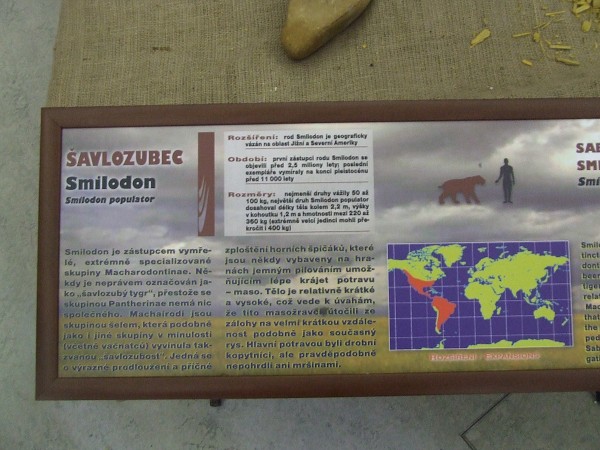 ŠAVLOZUBEC
Smilodon
Smilodon populator
Rozšíření: rod Smilodon je geograficky
vázán na oblast Jižní a Severní Ameriky
Období: první zástupci rodu Smilodon se
objevili před 2,5 miliony lety; poslední
exempláře vymíraly na konci pleistocénu
před 11 000 lety
Rozměry: nejmenší druhy vážily 90 až
100 kg, největší druh Smilodon populator
dosahoval délky těla kolem 2,2 m, výšky
v kohoutku 1,2 m a hmotnosti mezi 220 až
360 kg (extrémně velcí jedinci mohli pře-
kročit i 400 kg)
Smilodon je zástupcem vymře-
lé, extrémně specializované
skupiny Macharodontinae. Ně-
kdy je neprávem označován ja-
ko „šavlozubý tygr", přestože se
skupinou Pantherinae nemá nic
společného. Machairodi jsou
skupinou šelem, která podobně
jako i jiné skupiny v minulosti
(včetně vačnatců) vyvinula tak-
zvanou „šavlozubost". Jedná se
o výrazné prodloužení a příčné
zploštění horních špičáků, které
jsou někdy vybaveny na hra-
nách jemným pilováním umož-
ňujícím lépe krájet potravu
– maso. Tělo je relativně krátké
a vysoké, což vede k úvahám,
že tito masožravci útočili ze
zálohy na velmi krátkou vzdále-
nost podobně jako současný
rys. Hlavní potravou byli drobní
kopytníci, ale pravděpodobně
nepohrdli ani mršinami.
ROZŠÍŘENÍ - EXPANSIONS
SAB
SMI
Smilo